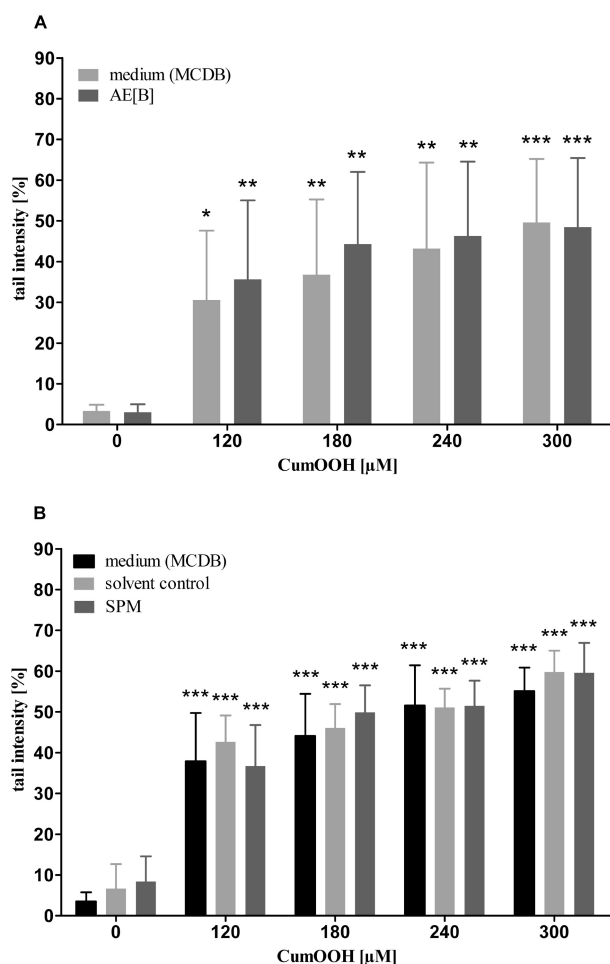 A
medium (MCDB)
AE[B]
tail intensity [%]
90
80
70
60
50
40
30
20
10
0
* ** ** ** ** ** *** ***
0 120 180 240 300
CumOOH [µM]
B
medium (MCDB)
solvent control
SPM
tail intensity [%]
90
80
70
60
50
40
30
20
10
0
*** *** *** *** *** *** *** *** *** *** *** ***
0 120 180 240 300
CumOOH [µM]